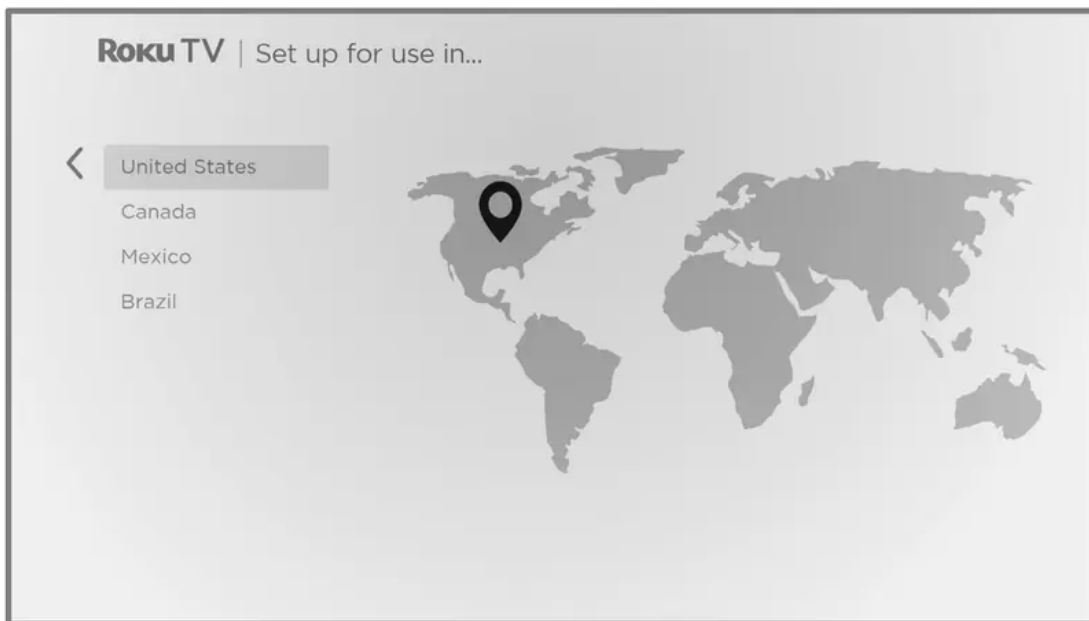 Roku TV | Set up for use in...
United States
Canada
Mexico
Brazil